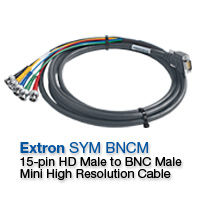 Extron SYM BNCM
15-pin HD Male to BNC Male
Mini High Resolution Cable